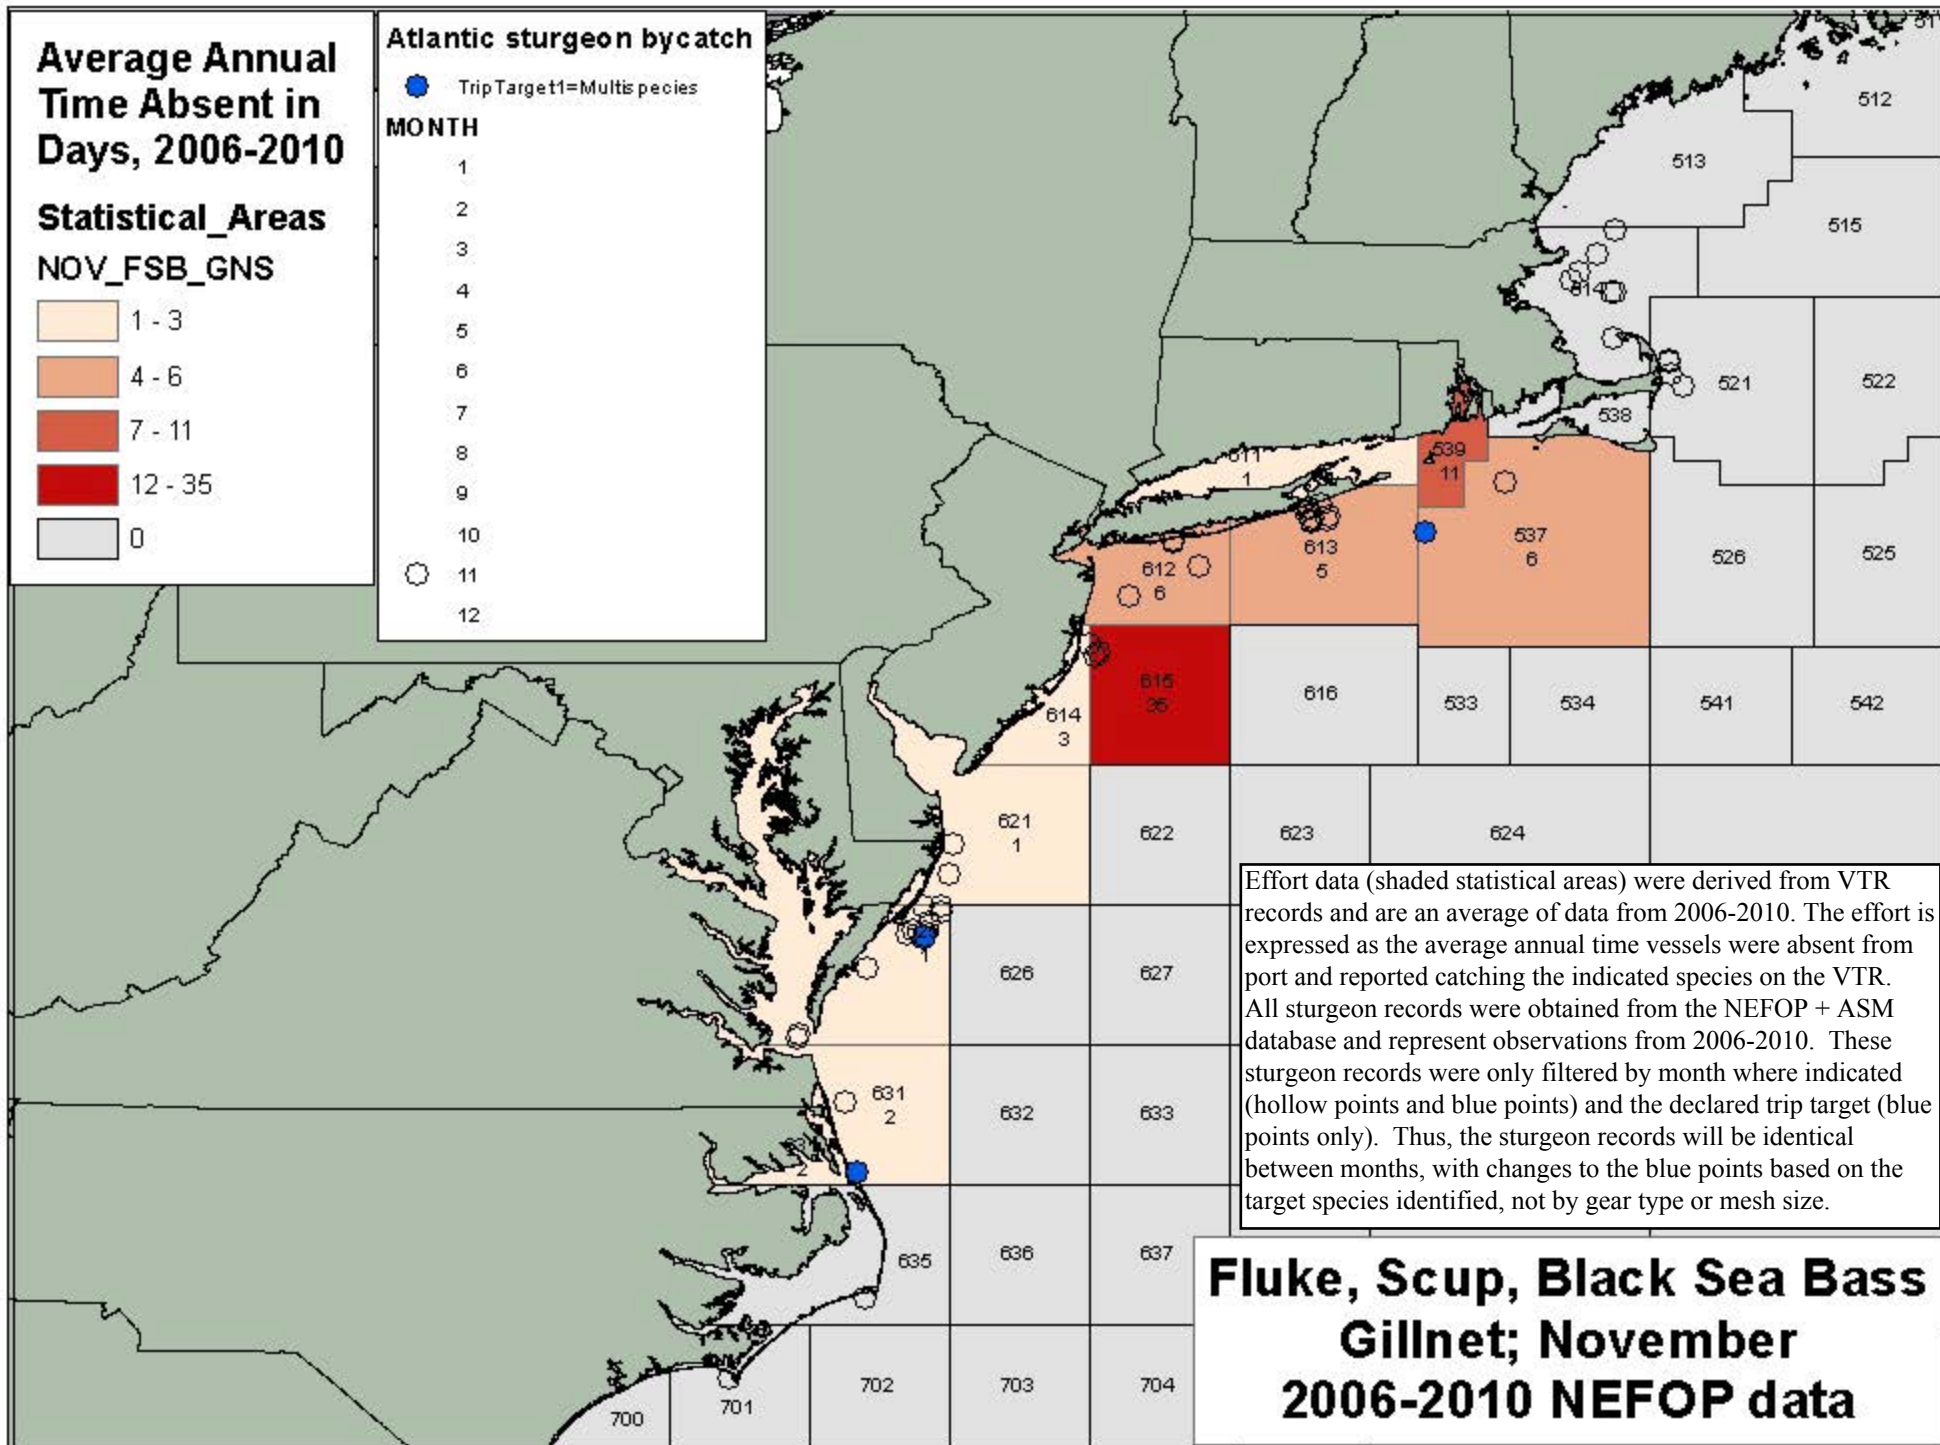 Average Annual
Time Absent in
Days, 2006-2010
Statistical_Areas
NOV_FSB_GNS
1 - 3
4 - 6
7 - 11
12 - 35
0
Atlantic sturgeon bycatch
TripTarget1=Multispecies
MONTH
1
2
3
4
5
6
7
8
9
10
11
12
512
513
515
514
521
522
538
539
11
611
1
537
6
526
525
613
5
612
6
615
35
616
533
534
541
542
614
3
621
1
622
623
624
1
626
627
631
2
632
633
2
635
636
637
700
701
702
703
704
Effort data (shaded statistical areas) were derived from VTR
records and are an average of data from 2006-2010. The effort is
expressed as the average annual time vessels were absent from
port and reported catching the indicated species on the VTR.
All sturgeon records were obtained from the NEFOP + ASM
database and represent observations from 2006-2010.  These
sturgeon records were only filtered by month where indicated
(hollow points and blue points) and the declared trip target (blue
points only).  Thus, the sturgeon records will be identical
between months, with changes to the blue points based on the
target species identified, not by gear type or mesh size.
Fluke, Scup, Black Sea Bass
Gillnet; November
2006-2010 NEFOP data